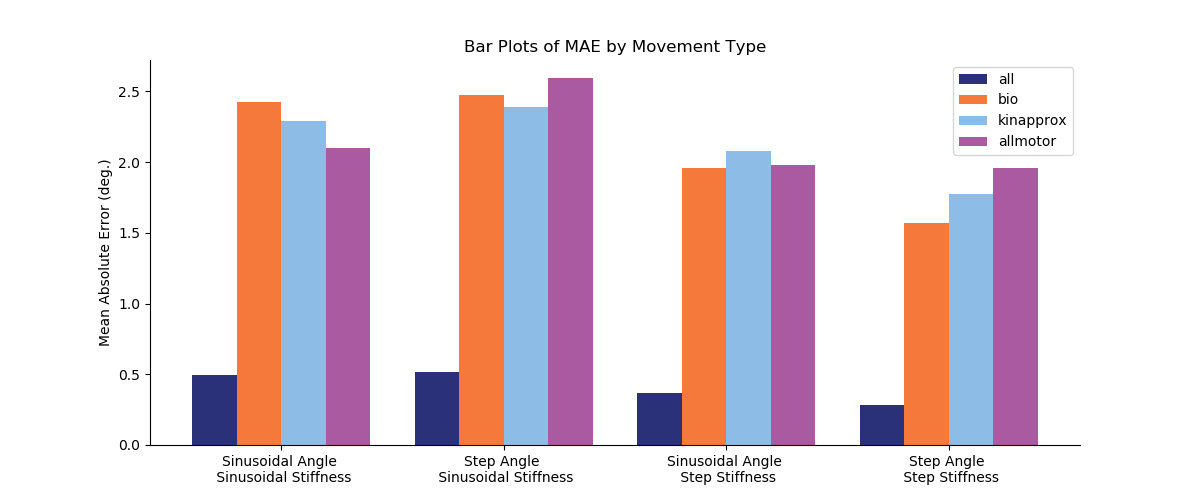 Bar Plots of MAE by Movement Type
Mean Absolute Error (deg.)
2.5
2.0
1.5
1.0
0.5
0.0
all
bio
kinapprox
allmotor
Sinusoidal Angle
Sinusoidal Stiffness
Step Angle
Sinusoidal Stiffness
Sinusoidal Angle
Step Stiffness
Step Angle
Step Stiffness